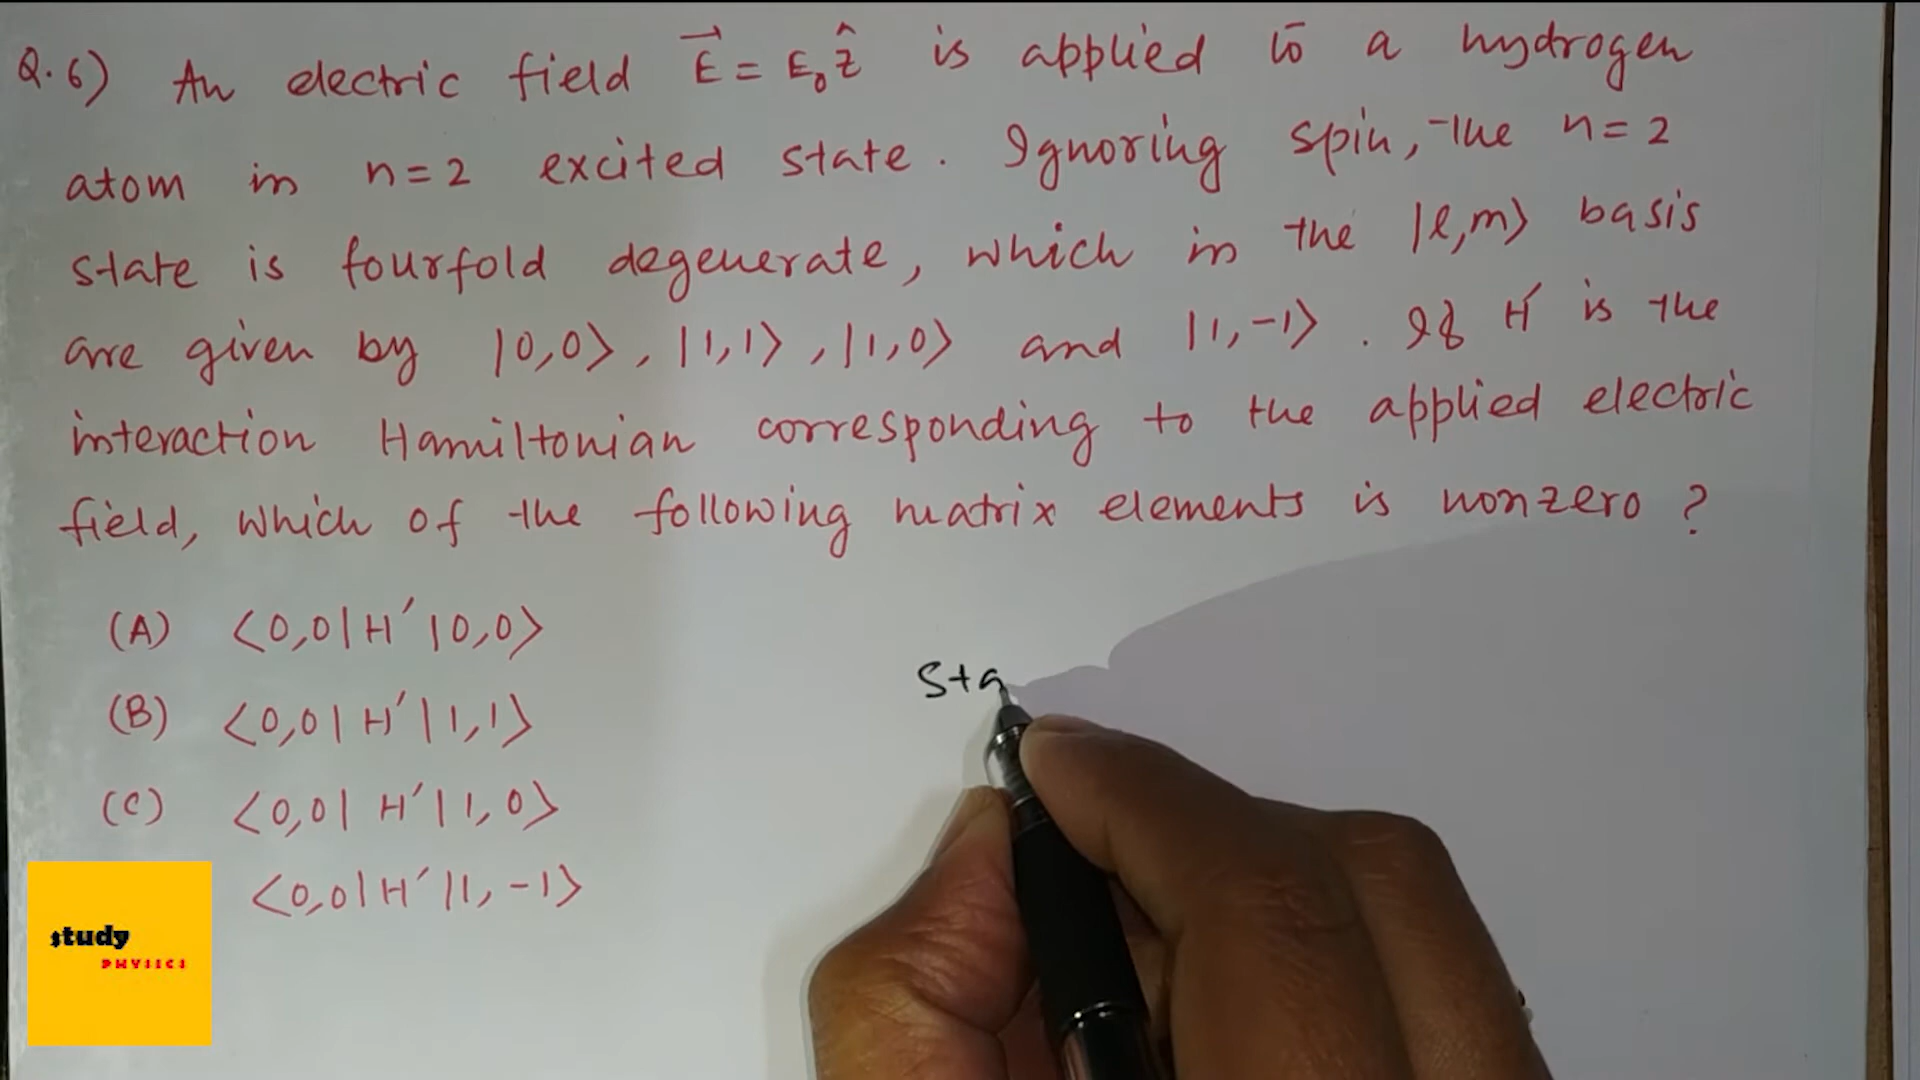 Q.6) An electric field E⃗ = E₀ẑ is applied to a hydrogen
atom in n=2 excited state. Ignoring spin, the n=2
state is fourfold degenerate, which in the |l,m⟩ basis
are given by |0,0⟩, |1,1⟩, |1,0⟩ and |1,-1⟩. If H′ is the
interaction Hamiltonian corresponding to the applied electric
field, which of the following matrix elements is nonzero?
(A) ⟨0,0|H′|0,0⟩
(B) ⟨0,0|H′|1,1⟩
(C) ⟨0,0|H′|1,0⟩
⟨0,0|H′|1,-1⟩
Sta
study
PHYSICS